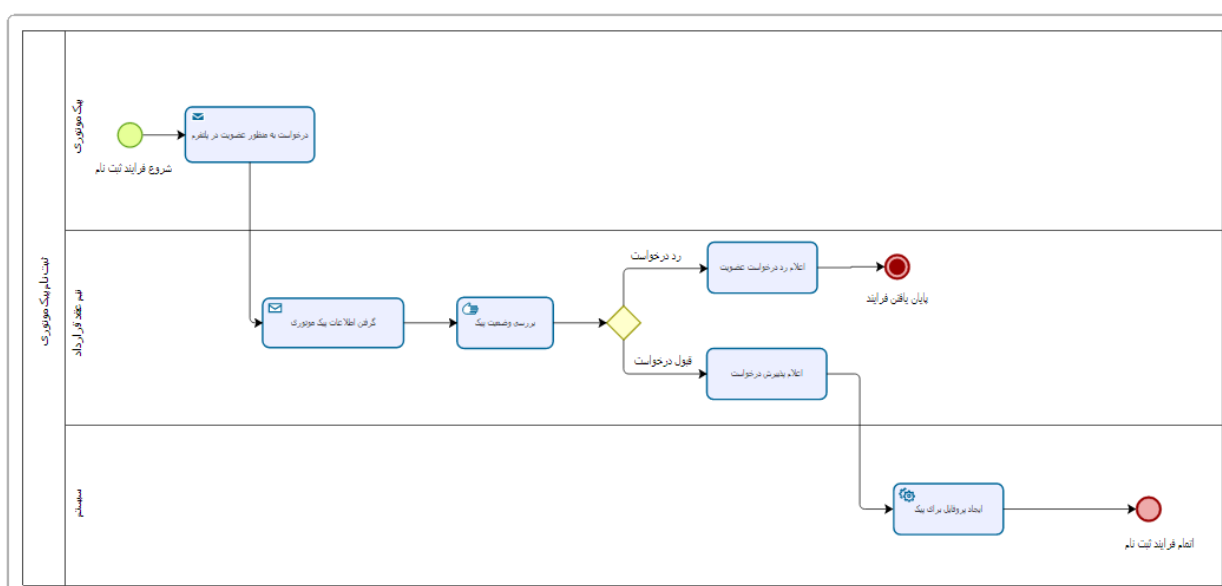 ثبت نام پیک موتوری
پیک موتوری
شروع فرایند ثبت نام
درخواست به منظور عضویت در پلتفرم
تیم عقد قرارداد
گرفتن اطلاعات پیک موتوری
بررسی وضعیت پیک
رد درخواست
اعلام رد درخواست عضویت
پایان یافتن فرایند
قبول درخواست
اعلام پذیرش درخواست
سیستم
ایجاد پروفایل برای پیک
اتمام فرایند ثبت نام